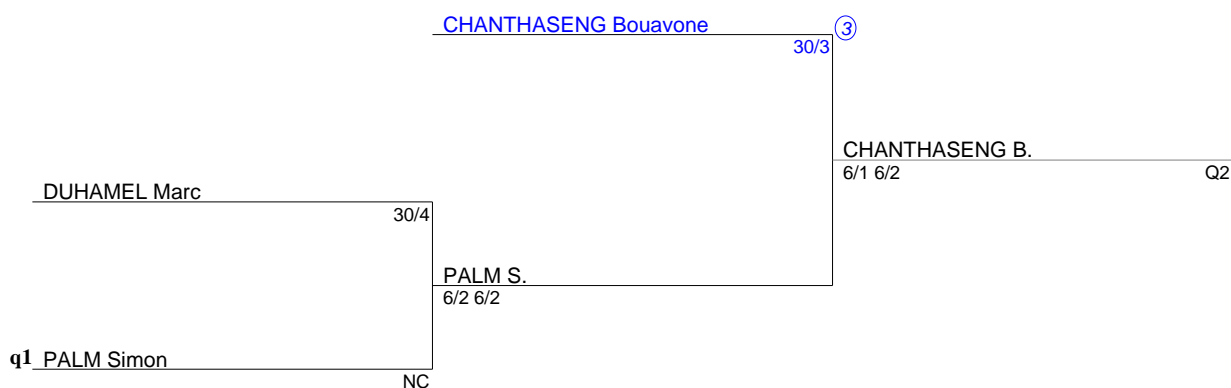 CHANTHASENG Bouavone 3
30/3
CHANTHASENG B.
6/1 6/2 Q2
DUHAMEL Marc
30/4
PALM S.
6/2 6/2
q1 PALM Simon
NC